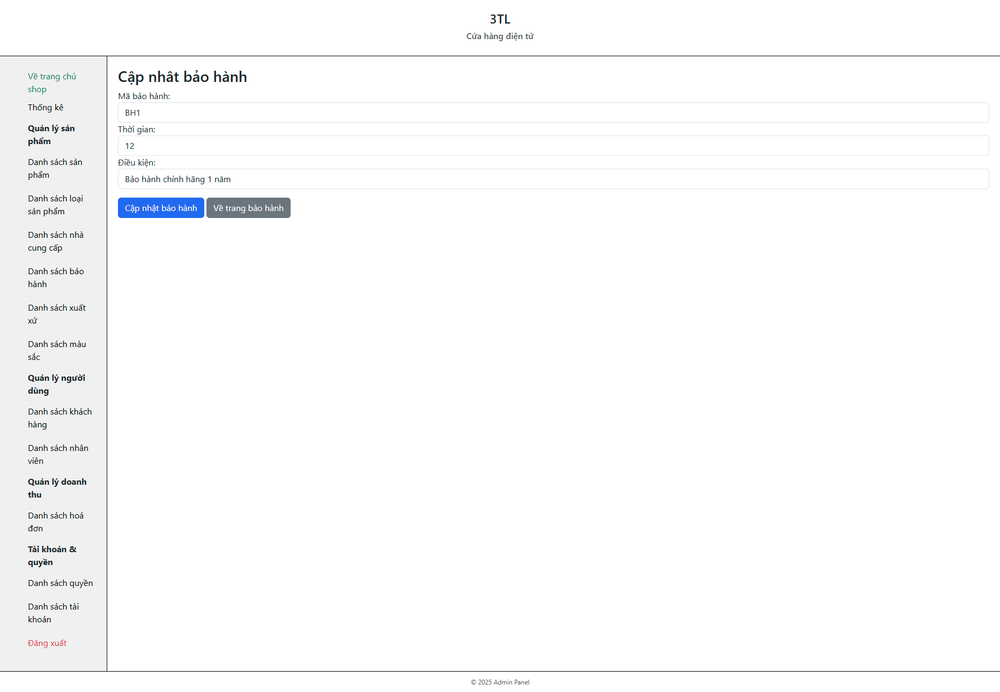 3TL
Cửa hàng điện tử
Về trang chủ
shop
Thống kê
Quản lý sản
phẩm
Danh sách sản
phẩm
Danh sách loại
sản phẩm
Danh sách nhà
cung cấp
Danh sách bảo
hành
Danh sách xuất
xứ
Danh sách màu
sắc
Quản lý người
dùng
Danh sách khách
hàng
Danh sách nhân
viên
Quản lý doanh
thu
Danh sách hoá
đơn
Tài khoản &
quyền
Danh sách quyền
Danh sách tài
khoản
Đăng xuất
Cập nhât bảo hành
Mã bảo hành:
BH1
Thời gian:
12
Điều kiện:
Bảo hành chính hãng 1 năm
Cập nhật bảo hành Về trang bảo hành
© 2025 Admin Panel